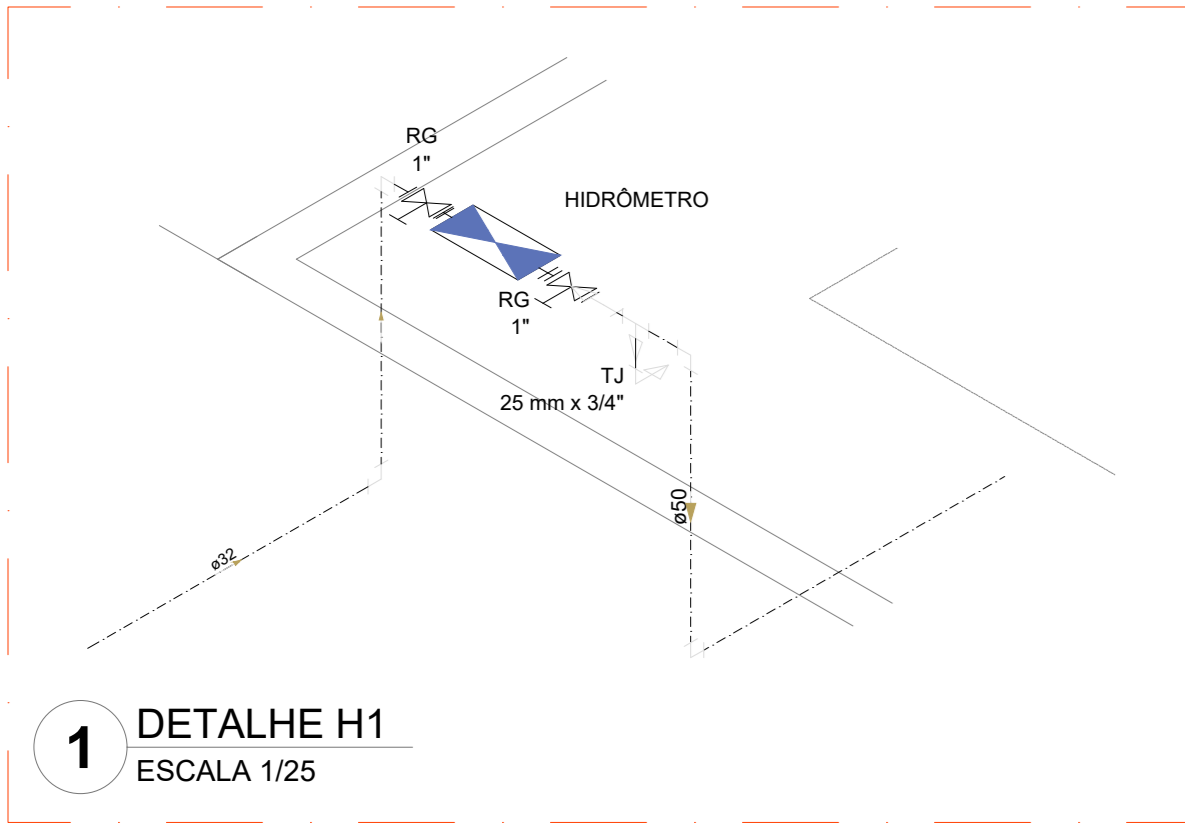 RG
1"
HIDRÔMETRO
RG
1"
TJ
25 mm x 3/4"
ø50
ø32
1
DETALHE H1
ESCALA 1/25